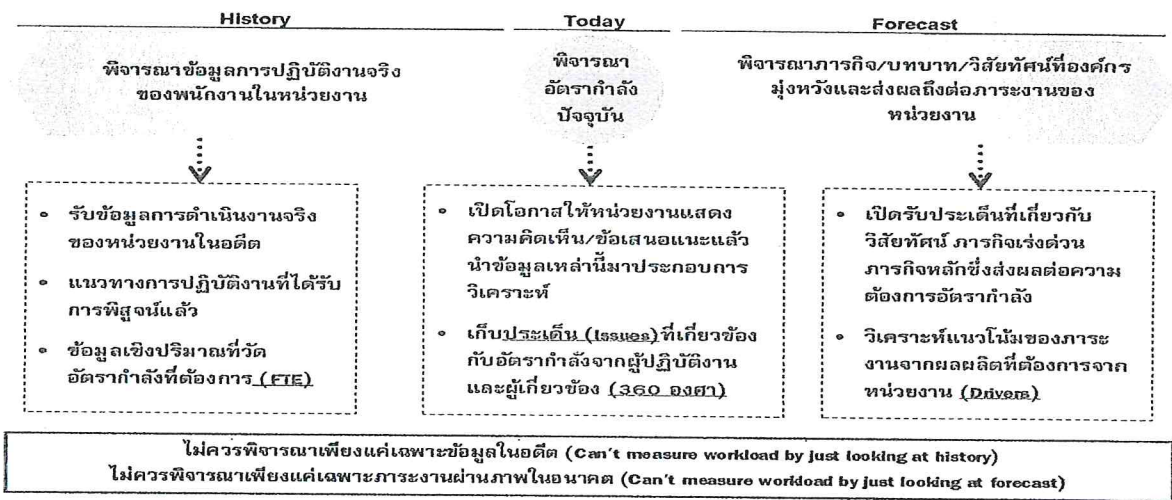 History
Today
Forecast
พิจารณาข้อมูลการปฏิบัติงานจริง
ของพนักงานในหน่วยงาน
พิจารณา
อัตรากำลัง
ปัจจุบัน
พิจารณาภารกิจ/บทบาท/วิสัยทัศน์ที่องค์กร
มุ่งหวังและส่งผลถึงต่อภาระงานของ
หน่วยงาน
• รับข้อมูลการดำเนินงานจริง
ของหน่วยงานในอดีต
• แนวทางการปฏิบัติงานที่ได้รับ
การพิสูจน์แล้ว
• ข้อมูลเชิงปริมาณที่วัด
อัตรากำลังที่ต้องการ (FTE)
• เปิดโอกาสให้หน่วยงานแสดง
ความคิดเห็น/ข้อเสนอแนะแล้ว
นำข้อมูลเหล่านี้มาประกอบการ
วิเคราะห์
• เก็บประเด็น (Issues) ที่เกี่ยวข้อง
กับอัตรากำลังจากผู้ปฏิบัติงาน
และผู้เกี่ยวข้อง (360 องศา)
• เปิดรับประเด็นที่เกี่ยวกับ
วิสัยทัศน์ ภารกิจเร่งด่วน
ภารกิจหลักซึ่งส่งผลต่อความ
ต้องการอัตรากำลัง
• วิเคราะห์แนวโน้มของภาระ
งานจากผลผลิตที่ต้องการจาก
หน่วยงาน (Drivers)
ไม่ควรพิจารณาเพียงแค่เฉพาะข้อมูลในอดีต (Can't measure workload by just looking at history)
ไม่ควรพิจารณาเพียงแค่เฉพาะภาระงานผ่านภาพในอนาคต (Can't measure workload by just looking at forecast)